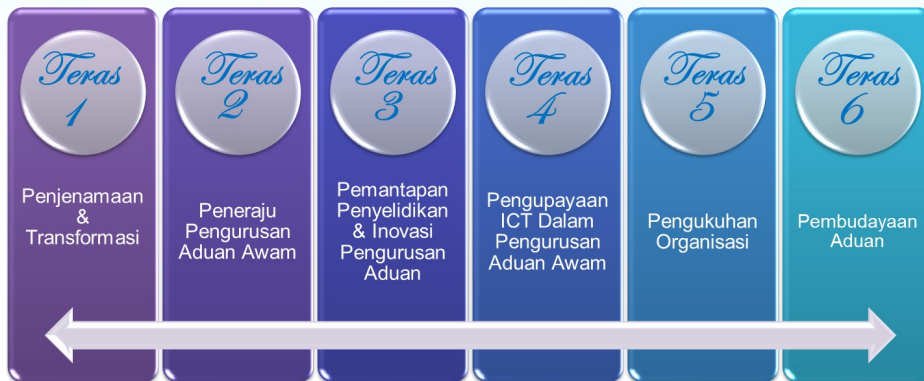 Teras
1
Penjenamaan
&
Transformasi
Teras
2
Peneraju
Pengurusan
Aduan Awam
Teras
3
Pemantapan
Penyelidikan
& Inovasi
Pengurusan
Aduan
Teras
4
Pengupayaan
ICT Dalam
Pengurusan
Aduan Awam
Teras
5
Pengukuhan
Organisasi
Teras
6
Pembudayaan
Aduan